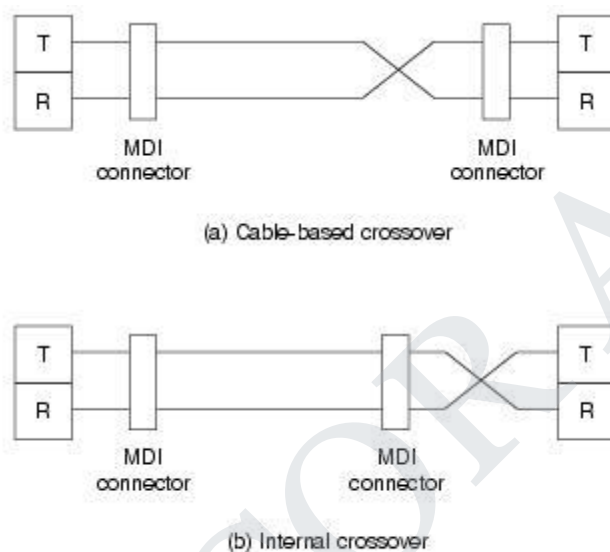 T
T
R
R
MDI
connector
MDI
connector
(a) Cable-based crossover
T
T
R
R
MDI
connector
MDI
connector
(b) Internal crossover